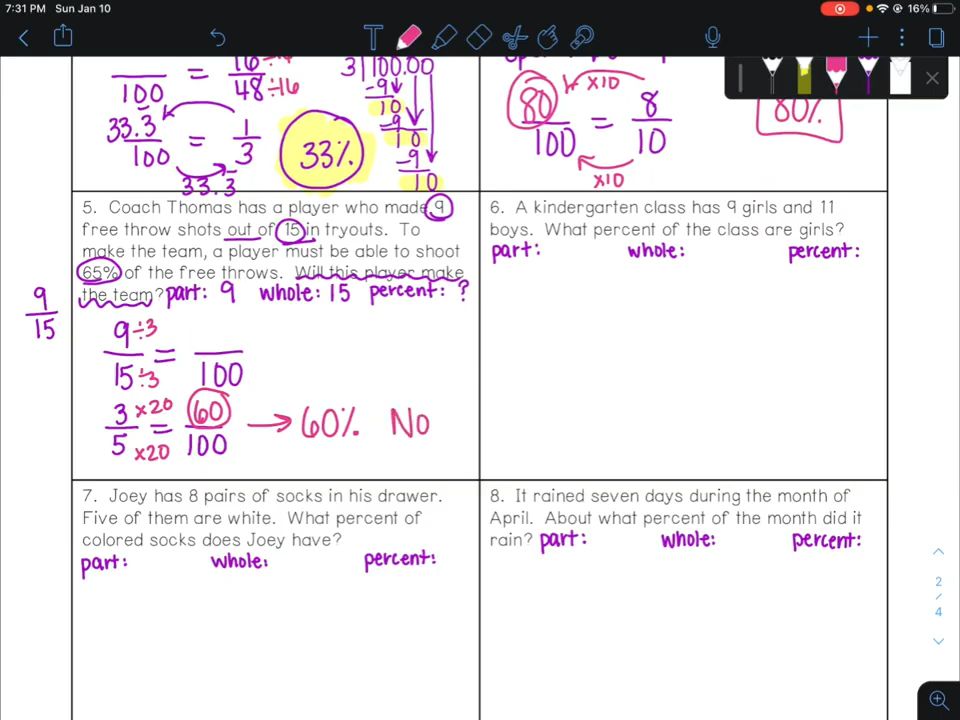 7:31 PM Sun Jan 10
16%
16
100 = 48 ÷16
3 100.00
-9
10
-9
10
-9
10
33.3 = 1
100 3
33.3
33%
80 = 8
100 10
x10
x10
80%
5. Coach Thomas has a player who made 9
free throw shots out of 15 in tryouts. To
make the team, a player must be able to shoot
65% of the free throws. Will this player make
the team? part: 9 whole: 15 percent: ?
9
15
9 ÷3 =
15 ÷3 100
3 x20 = 60
5 x20 100
→ 60% No
6. A kindergarten class has 9 girls and 11
boys. What percent of the class are girls?
part: whole: percent:
7. Joey has 8 pairs of socks in his drawer.
Five of them are white. What percent of
colored socks does Joey have?
part: whole: percent:
8. It rained seven days during the month of
April. About what percent of the month did it
rain? part: whole: percent:
2
/
4